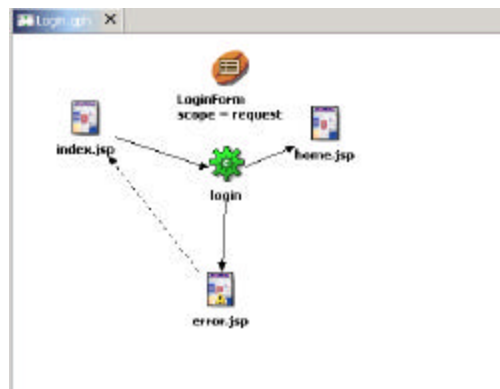 Login.gph
LoginForm
scope = request
index.jsp
home.jsp
login
error.jsp